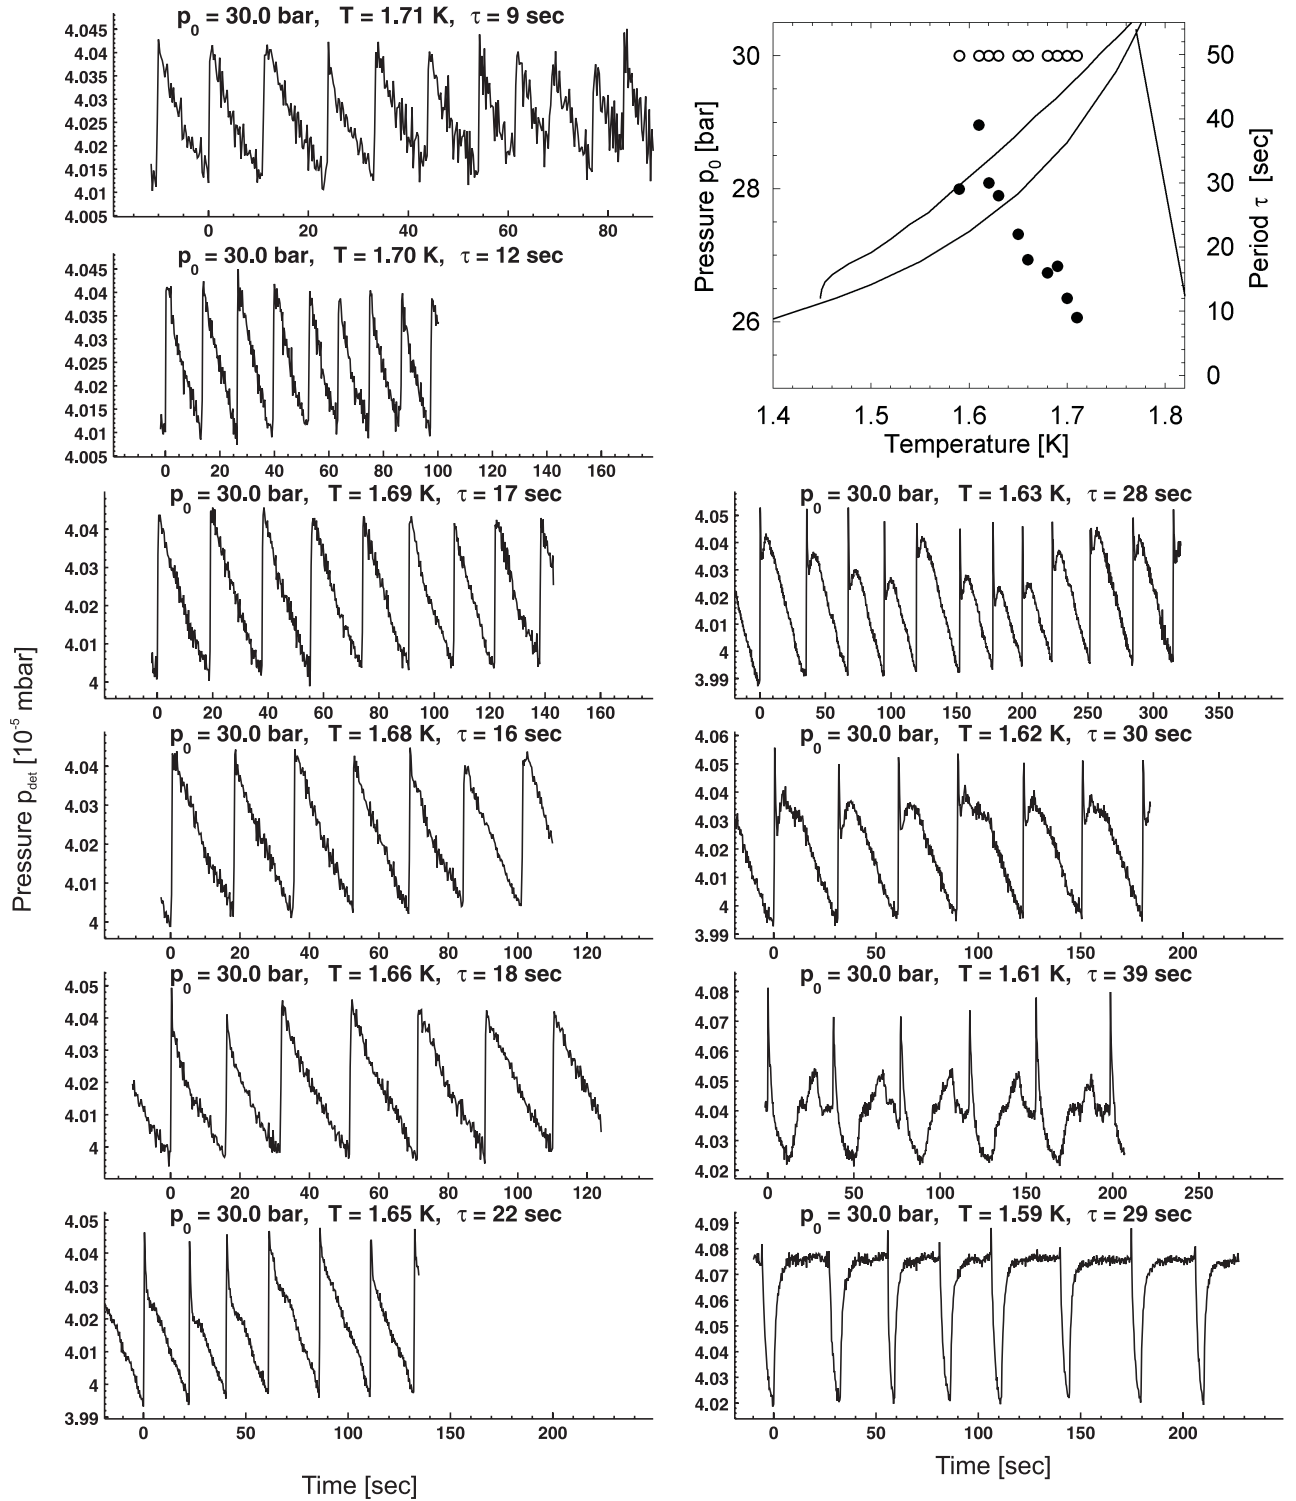 p0 = 30.0 bar, T = 1.71 K, τ = 9 sec
4.045
4.04
4.035
4.03
4.025
4.02
4.015
4.01
4.005
0 20 40 60 80
p0 = 30.0 bar, T = 1.70 K, τ = 12 sec
4.045
4.04
4.035
4.03
4.025
4.02
4.015
4.01
4.005
0 20 40 60 80 100 120 140 160
p0 = 30.0 bar, T = 1.69 K, τ = 17 sec
4.04
4.03
4.02
4.01
4
0 20 40 60 80 100 120 140 160
p0 = 30.0 bar, T = 1.68 K, τ = 16 sec
4.04
4.03
4.02
4.01
4
0 20 40 60 80 100 120
p0 = 30.0 bar, T = 1.66 K, τ = 18 sec
4.05
4.04
4.03
4.02
4.01
4
0 20 40 60 80 100 120
p0 = 30.0 bar, T = 1.65 K, τ = 22 sec
4.05
4.04
4.03
4.02
4.01
4
3.99
0 50 100 150 200
Pressure pdet [10-5 mbar]
Time [sec]
Pressure p0 [bar]
30
28
26
50
40
30
20
10
0
Period τ [sec]
1.4 1.5 1.6 1.7 1.8
Temperature [K]
p0 = 30.0 bar, T = 1.63 K, τ = 28 sec
4.05
4.04
4.03
4.02
4.01
4
3.99
0 50 100 150 200 250 300 350
p0 = 30.0 bar, T = 1.62 K, τ = 30 sec
4.06
4.05
4.04
4.03
4.02
4.01
4
3.99
0 50 100 150 200
p0 = 30.0 bar, T = 1.61 K, τ = 39 sec
4.08
4.07
4.06
4.05
4.04
4.03
4.02
0 50 100 150 200 250
p0 = 30.0 bar, T = 1.59 K, τ = 29 sec
4.09
4.08
4.07
4.06
4.05
4.04
4.03
4.02
0 50 100 150 200
Time [sec]